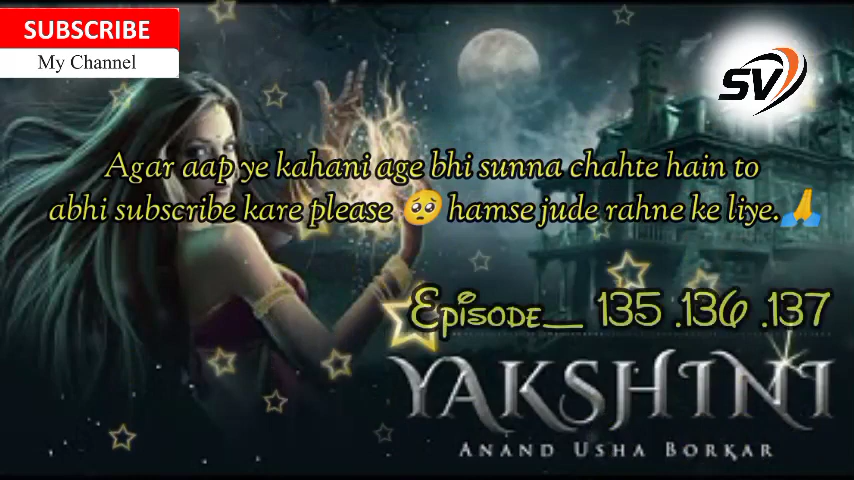 SUBSCRIBE
My Channel
SV
Agar aap ye kahani age bhi sunna chahte hain to
abhi subscribe kare please 🥺 hamse jude rahne ke liye.🙏
Episode_ 135 .136 .137
YAKSHINI
ANAND USHA BORKAR